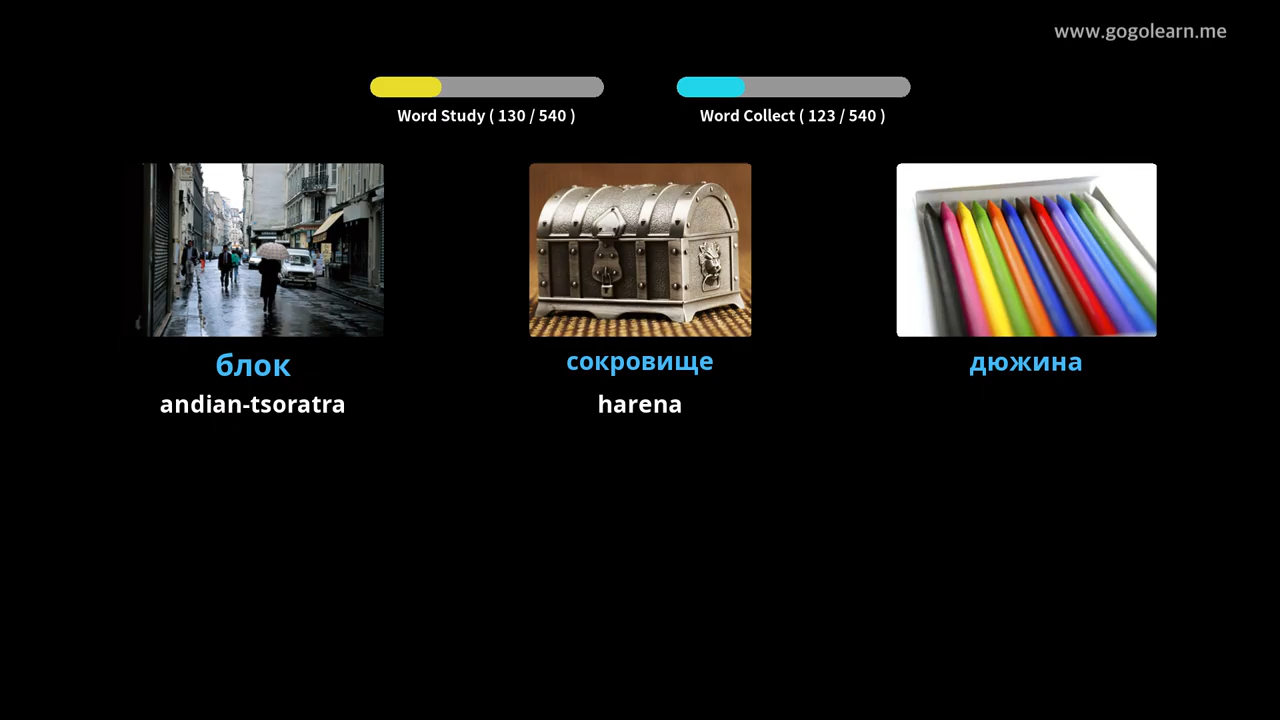 www.gogolearn.me
Word Study ( 130 / 540 )
Word Collect ( 123 / 540 )
блок
сокровище
дюжина
andian-tsoratra
harena